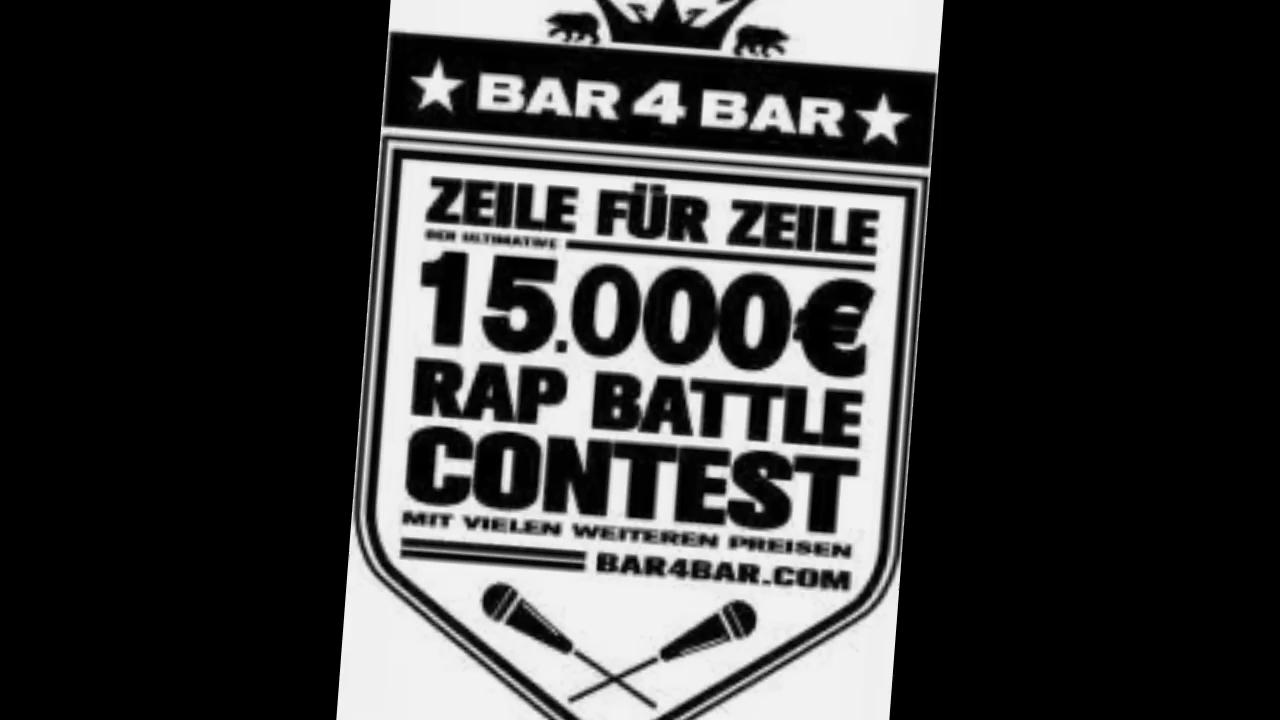 BAR 4 BAR
ZEILE FÜR ZEILE
DER ULTIMATIVE
15.000€
RAP BATTLE
CONTEST
MIT VIELEN WEITEREN PREISEN
BAR4BAR.COM